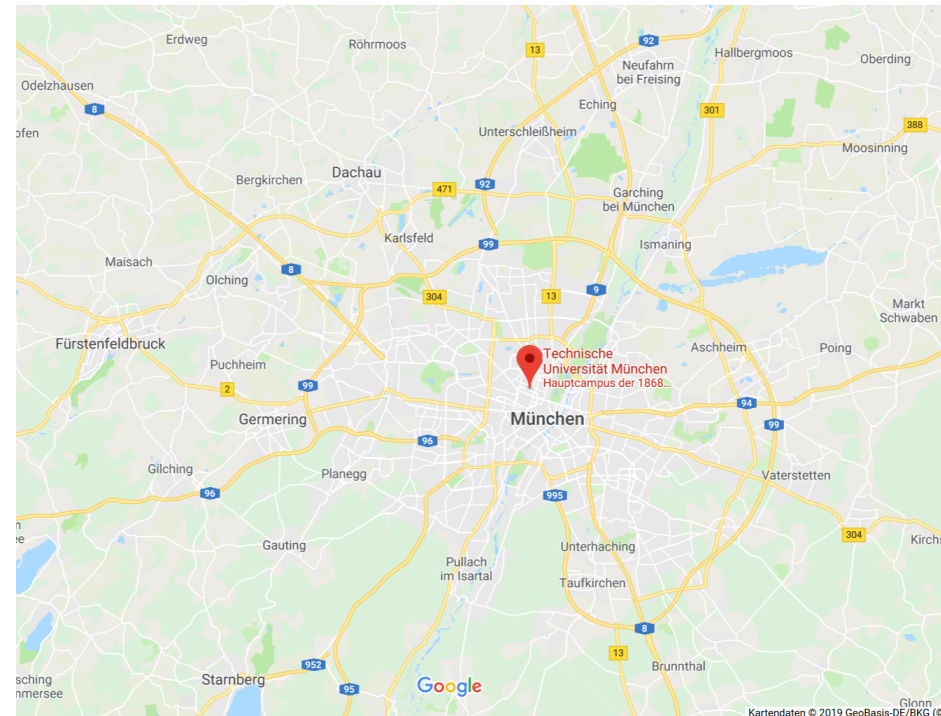 Erdweg
Röhrmoos
13
92
Neufahrn
bei Freising
Hallbergmoos
Oberding
Odelzhausen
8
Eching
301
388
Unterschleißheim
Moosinning
Dachau
Bergkirchen
471
92
Garching
bei München
Karlsfeld
99
Ismaning
Maisach
8
Olching
304
13
9
Markt
Schwaben
Fürstenfeldbruck
Puchheim
Technische
Universität München
Hauptcampus der 1868...
Aschheim
Poing
2
99
94
Germering
München
99
96
Gilching
Planegg
Vaterstetten
96
995
304
Gauting
Unterhaching
Pullach
im Isartal
Taufkirchen
8
13
Brunnthal
952
Starnberg
95
Google
Glonn
Kartendaten © 2019 GeoBasis-DE/BKG (©